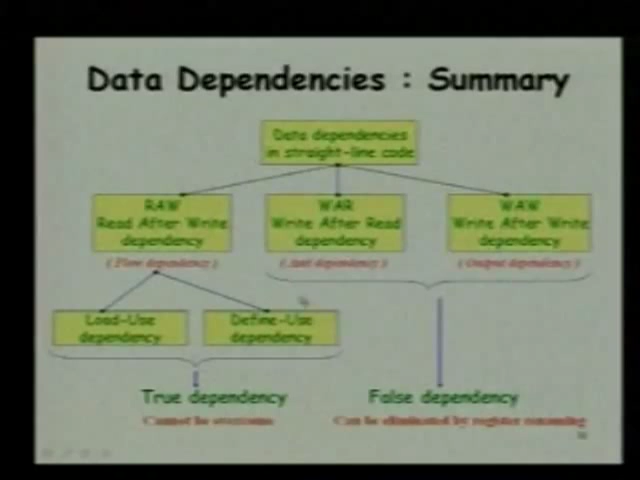 Data Dependencies : Summary
Data dependencies
in straight-line code
RAW
Read After Write
dependency
WAR
Write After Read
dependency
WAW
Write After Write
dependency
( Flow dependency )
( Anti dependency )
( Output dependency )
Load-Use
dependency
Define-Use
dependency
True dependency
False dependency
Cannot be overcome
Can be eliminated by register renaming